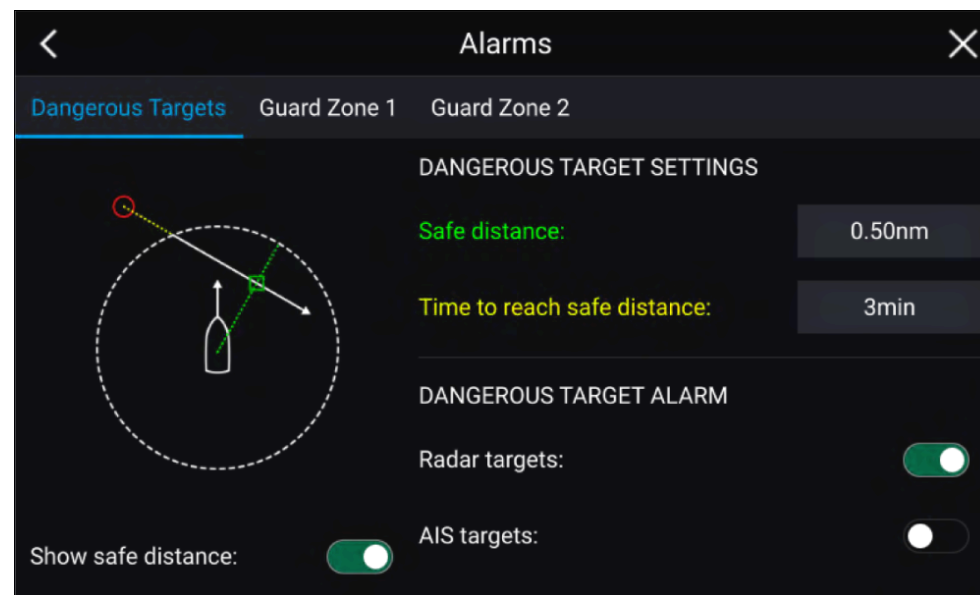 Alarms
Dangerous Targets Guard Zone 1 Guard Zone 2
DANGEROUS TARGET SETTINGS
Safe distance: 0.50nm
Time to reach safe distance: 3min
DANGEROUS TARGET ALARM
Radar targets:
AIS targets:
Show safe distance: